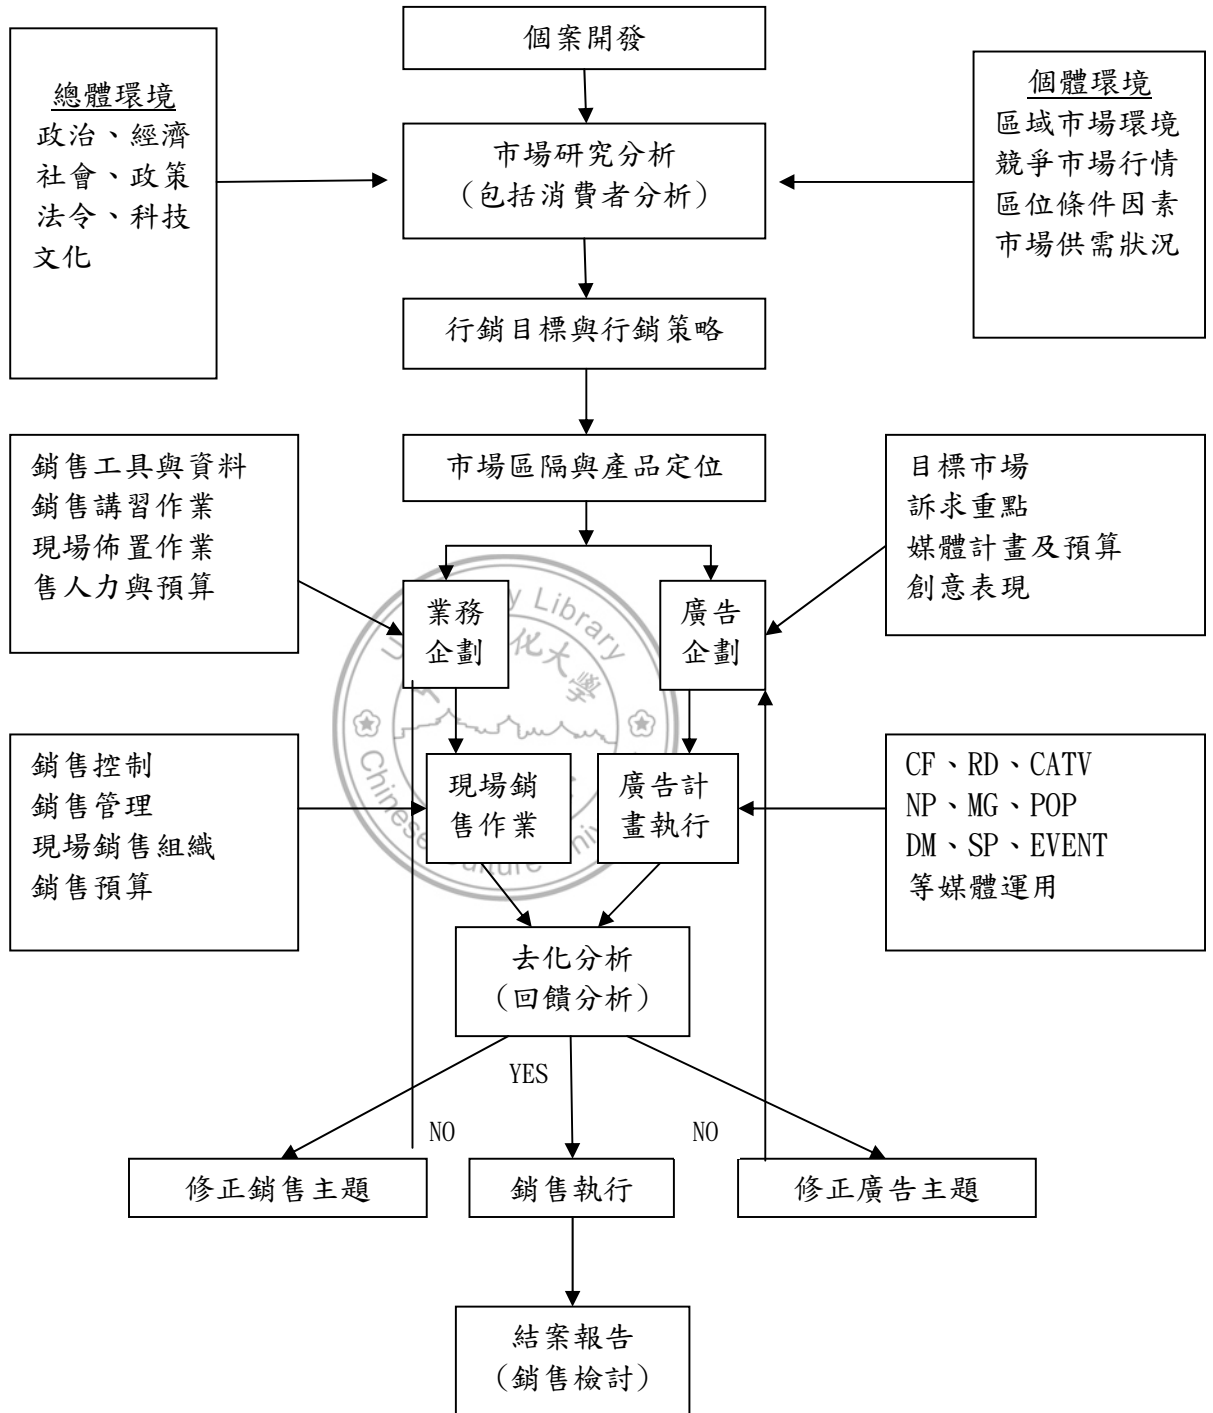 個案開發
總體環境
政治、經濟
社會、政策
法令、科技
文化
市場研究分析
(包括消費者分析)
個體環境
區域市場環境
競爭市場行情
區位條件因素
市場供需狀況
行銷目標與行銷策略
市場區隔與產品定位
銷售工具與資料
銷售講習作業
現場佈置作業
售人力與預算
目標市場
訴求重點
媒體計畫及預算
創意表現
業務
企劃
廣告
企劃
銷售控制
銷售管理
現場銷售組織
銷售預算
現場銷
售作業
廣告計
畫執行
CF、RD、CATV
NP、MG、POP
DM、SP、EVENT
等媒體運用
去化分析
(回饋分析)
YES
NO
NO
修正銷售主題
銷售執行
修正廣告主題
結案報告
(銷售檢討)
Library
化大學
Chinese